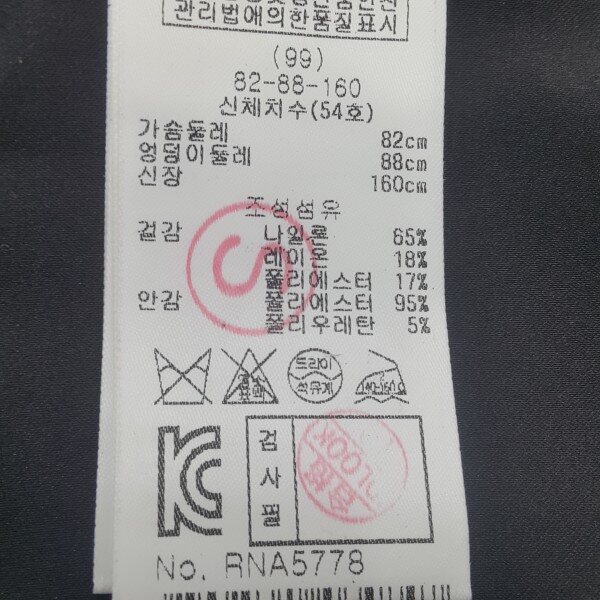 관리법에의한품질표시
(99)
82-88-160
신체치수(54호)
가슴둘레 82cm
엉덩이둘레 88cm
신장 160cm
조성섬유
겉감 나일론 65%
레이온 18%
폴리에스터 17%
안감 폴리에스터 95%
폴리우레탄 5%
드라이
석유계
검사필
No. RNA5778